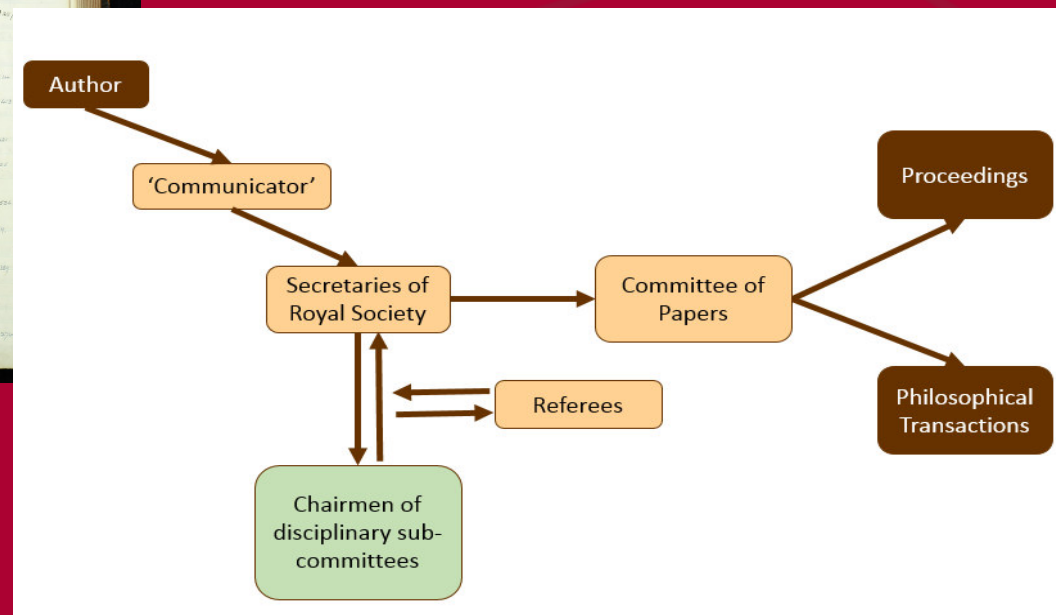 Author
‘Communicator’
Secretaries of
Royal Society
Committee of
Papers
Proceedings
Referees
Philosophical
Transactions
Chairmen of
disciplinary sub-
committees